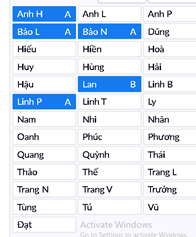 Anh H A Anh L Anh P
Bảo L A Bảo N A Dũng
Hiếu Hiền Hoà
Huy Hùng Hải
Hậu Lan B Linh B
Linh P A Linh T Ly
Nam Nhi Nhân
Oanh Phúc Phương
Quang Quỳnh Thái
Thảo Thế Trang L
Trang N Trang V Trường
Tùng Tú Vũ
Đạt
Activate Windows
Go to Settings to activate Windows